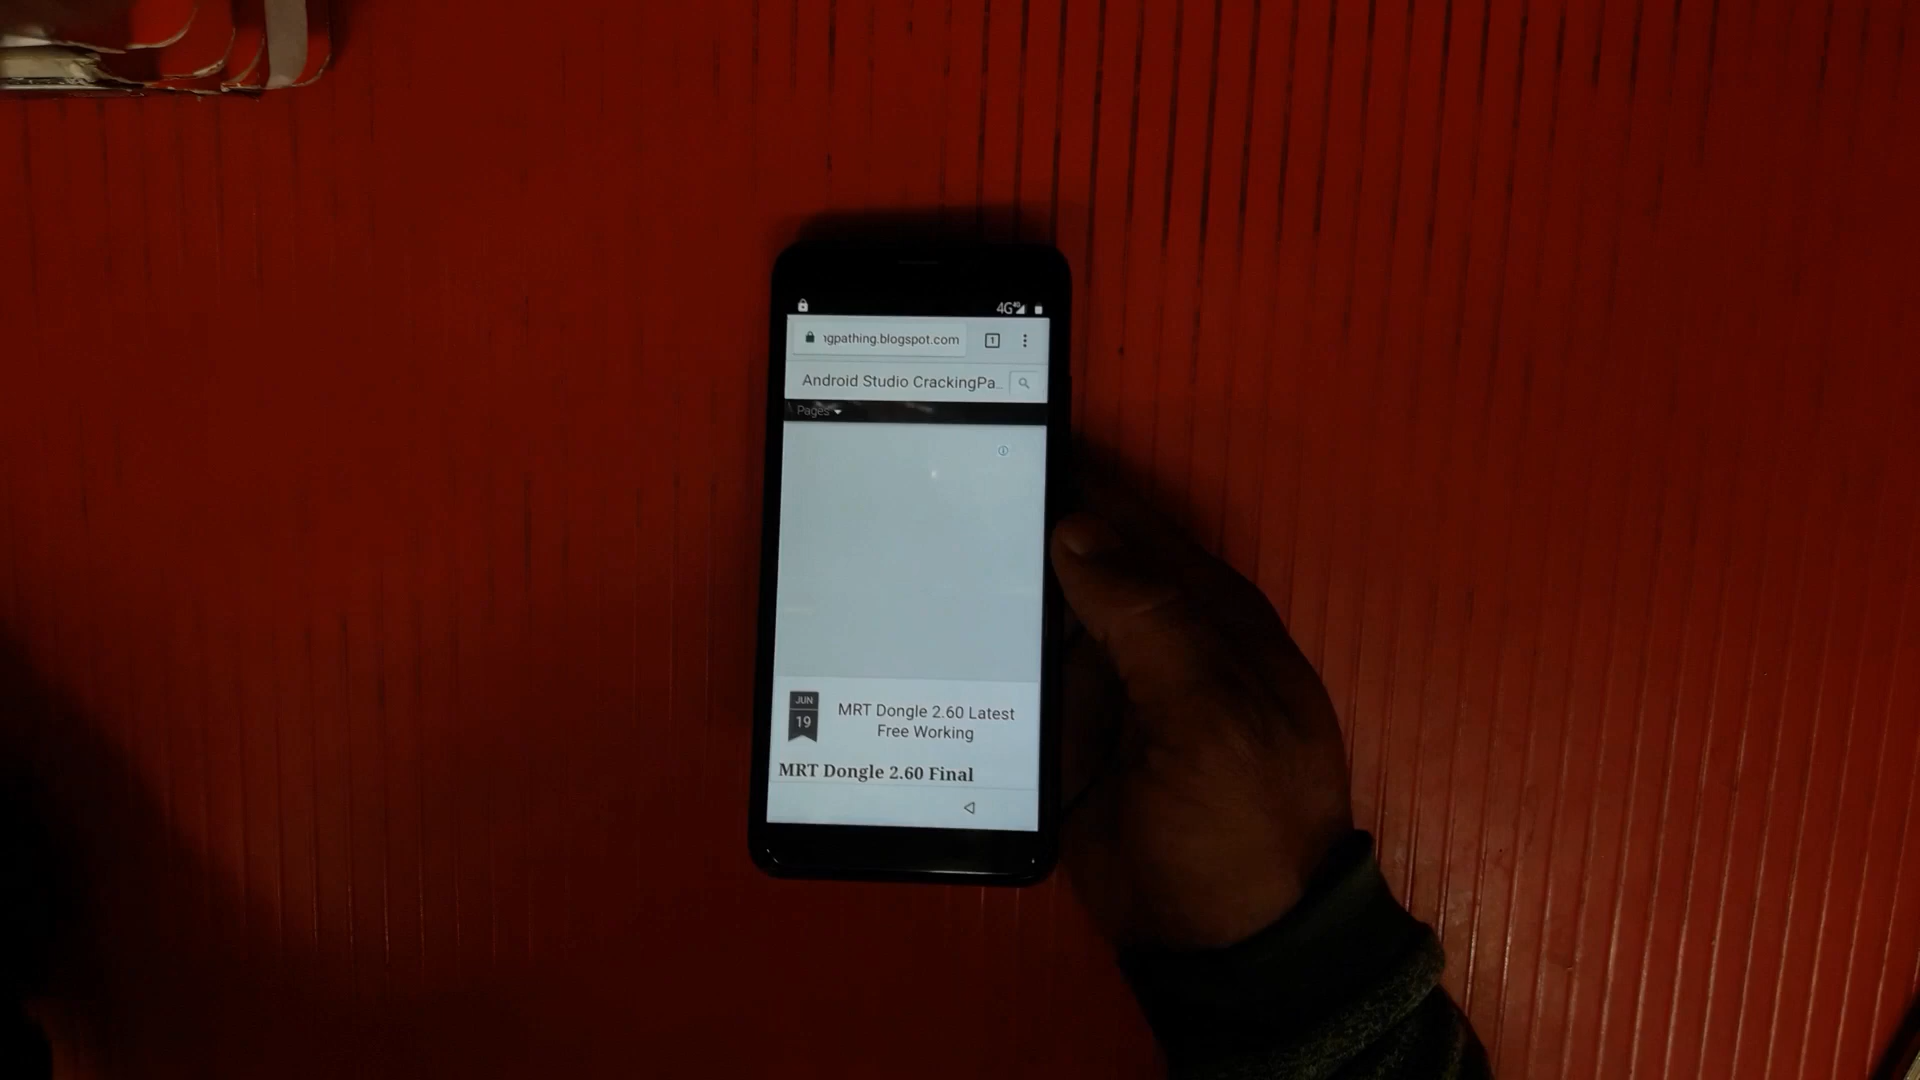 4G
ngpathing.blogspot.com
1
Android Studio CrackingPa...
Pages
JUN
19
MRT Dongle 2.60 Latest
Free Working
MRT Dongle 2.60 Final